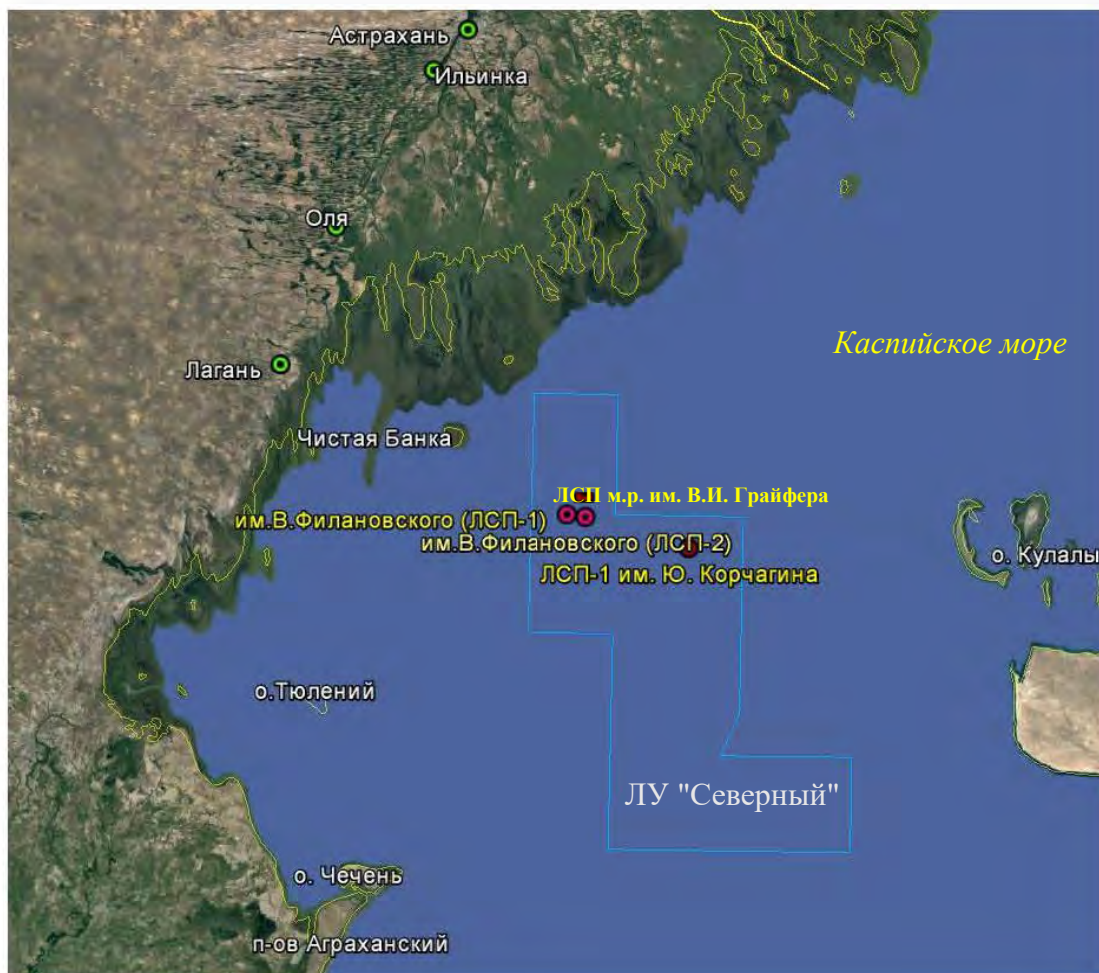 Астрахань
Ильинка
Оля
Каспийское море
Лагань
Чистая Банка
ЛСП м.р. им. В.И. Грайфера
им.В.Филановского (ЛСП-1)
им.В.Филановского (ЛСП-2)
о. Кулалы
ЛСП-1 им. Ю. Корчагина
о.Тюлений
ЛУ "Северный"
о. Чечень
п-ов Аграханский